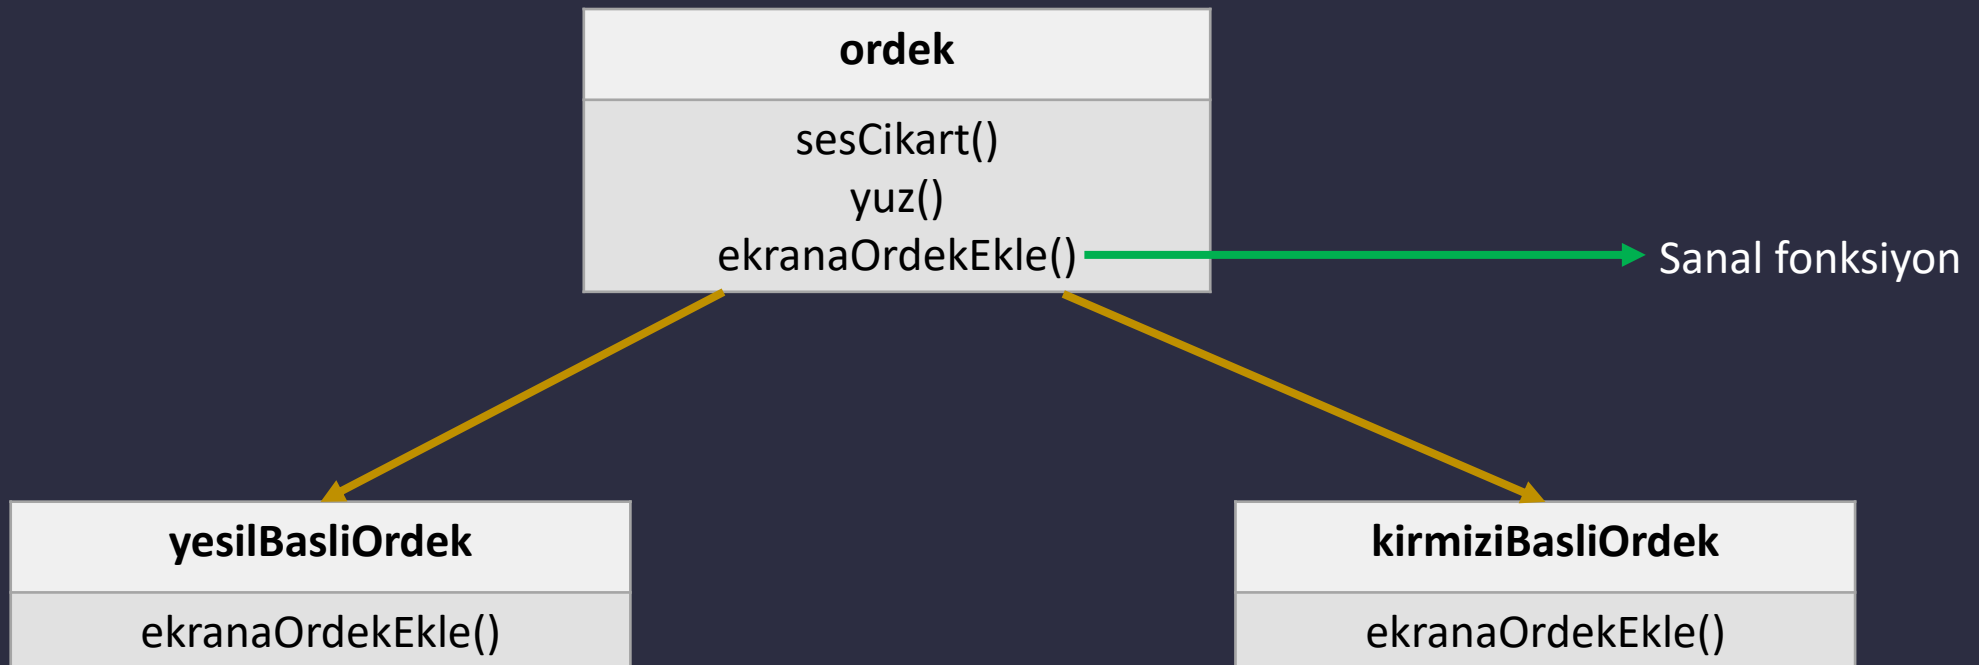 ordek
sesCikart()
yuz()
ekranaOrdekEkle()
Sanal fonksiyon
yesilBasliOrdek
ekranaOrdekEkle()
kirmiziBasliOrdek
ekranaOrdekEkle()